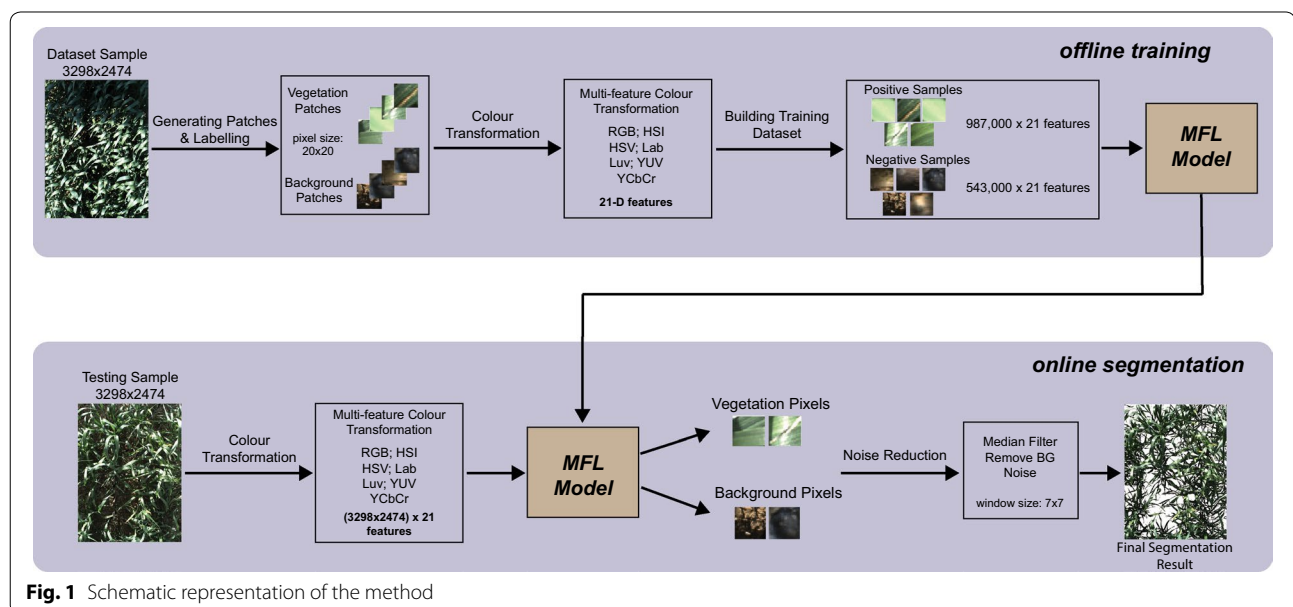 offline training
Dataset Sample
3298x2474
Generating Patches
& Labelling
Vegetation
Patches
pixel size:
20x20
Background
Patches
Colour
Transformation
Multi-feature Colour
Transformation
RGB; HSI
HSV; Lab
Luv; YUV
YCbCr
21-D features
Building Training
Dataset
Positive Samples
987,000 x 21 features
Negative Samples
543,000 x 21 features
MFL
Model
online segmentation
Testing Sample
3298x2474
Colour
Transformation
Multi-feature Colour
Transformation
RGB; HSI
HSV; Lab
Luv; YUV
YCbCr
(3298x2474) x 21
features
MFL
Model
Vegetation Pixels
Background Pixels
Noise Reduction
Median Filter
Remove BG
Noise
window size: 7x7
Final Segmentation
Result
Fig. 1 Schematic representation of the method